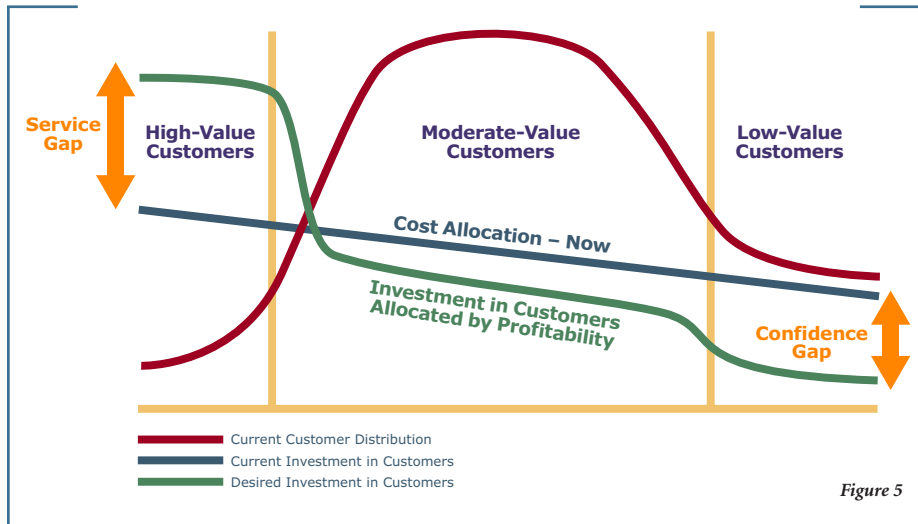 Service
Gap
High-Value
Customers
Moderate-Value
Customers
Low-Value
Customers
Cost Allocation – Now
Investment in Customers
Allocated by Profitability
Confidence
Gap
Current Customer Distribution
Current Investment in Customers
Desired Investment in Customers
Figure 5